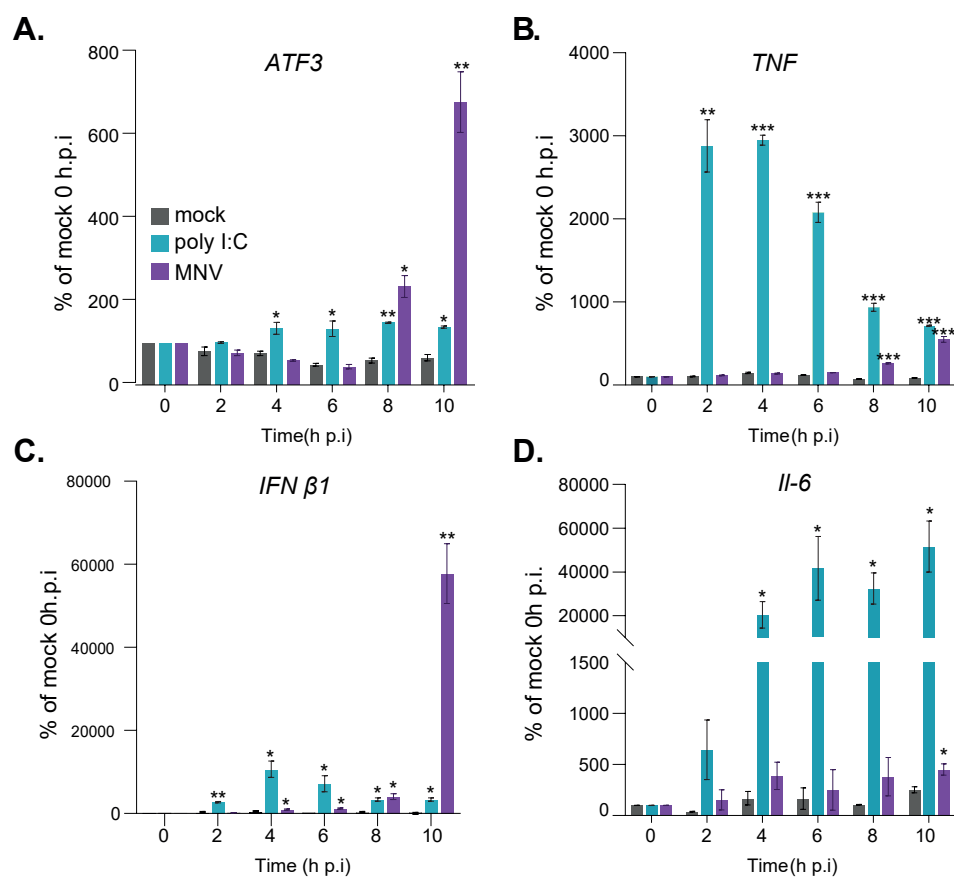 A.
ATF3
% of mock 0 h.p.i
800
600
400
200
0
mock
poly I:C
MNV
*
*
**
*
*
**
0 2 4 6 8 10
Time(h p.i)
B.
TNF
% of mock 0 h.p.i
4000
3000
2000
1000
0
**
***
***
***
***
***
***
0 2 4 6 8 10
Time(h p.i)
C.
IFN β1
% of mock 0h.p.i
80000
60000
40000
20000
0
**
*
*
*
*
*
*
*
**
0 2 4 6 8 10
Time (h p.i)
D.
Il-6
% of mock 0h p.i.
80000
60000
40000
20000
1500
1000
500
0
*
*
*
*
*
0 2 4 6 8 10
Time(h p.i)